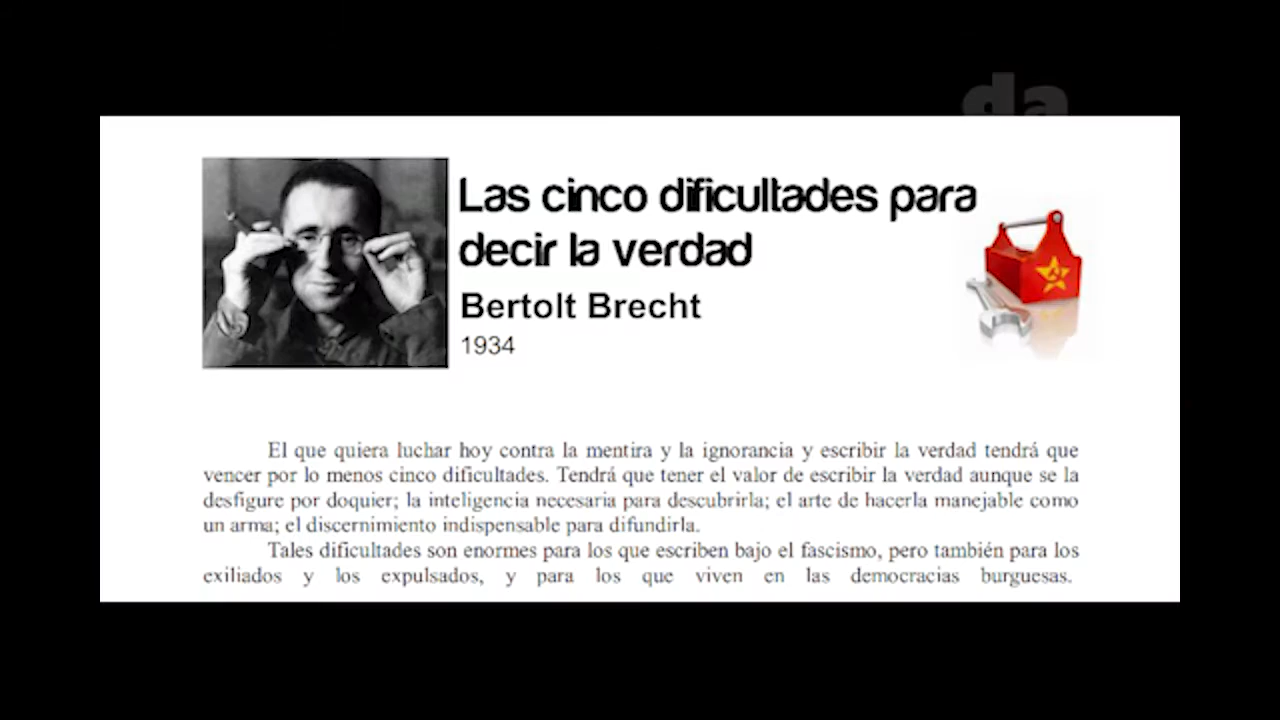 da
Las cinco dificultades para
decir la verdad
Bertolt Brecht
1934
El que quiera luchar hoy contra la mentira y la ignorancia y escribir la verdad tendrá que
vencer por lo menos cinco dificultades. Tendrá que tener el valor de escribir la verdad aunque se la
desfigure por doquier; la inteligencia necesaria para descubrirla; el arte de hacerla manejable como
un arma; el discernimiento indispensable para difundirla.
Tales dificultades son enormes para los que escriben bajo el fascismo, pero también para los
exiliados y los expulsados, y para los que viven en las democracias burguesas.